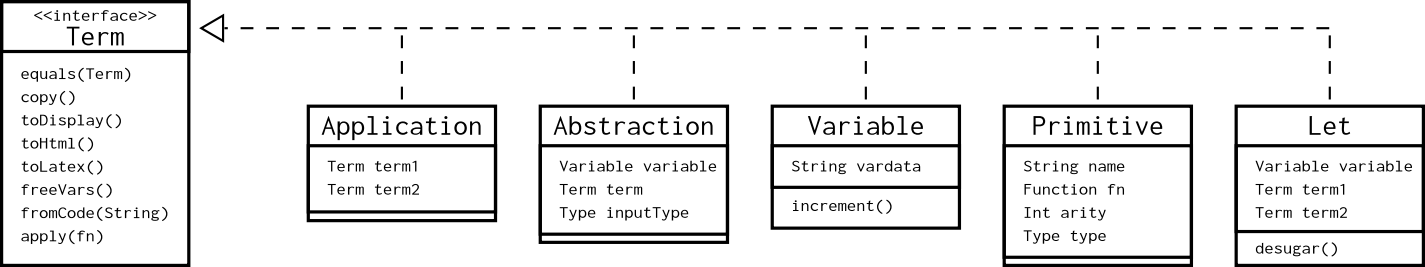 <<interface>>
Term
equals(Term)
copy()
toDisplay()
toHtml()
toLatex()
freeVars()
fromCode(String)
apply(fn)
Application
Term term1
Term term2
Abstraction
Variable variable
Term term
Type inputType
Variable
String vardata
increment()
Primitive
String name
Function fn
Int arity
Type type
Let
Variable variable
Term term1
Term term2
desugar()